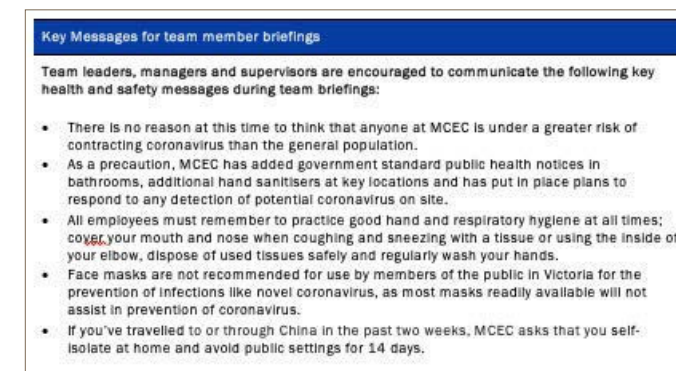 Key Messages for team member briefings
Team leaders, managers and supervisors are encouraged to communicate the following key
health and safety messages during team briefings:
• There is no reason at this time to think that anyone at MCEC is under a greater risk of
contracting coronavirus than the general population.
• As a precaution, MCEC has added government standard public health notices in
bathrooms, additional hand sanitisers at key locations and has put in place plans to
respond to any detection of potential coronavirus on site.
• All employees must remember to practice good hand and respiratory hygiene at all times;
cover your mouth and nose when coughing and sneezing with a tissue or using the inside of
your elbow, dispose of used tissues safely and regularly wash your hands.
• Face masks are not recommended for use by members of the public in Victoria for the
prevention of infections like novel coronavirus, as most masks readily available will not
assist in prevention of coronavirus.
• If you've travelled to or through China in the past two weeks, MCEC asks that you self-
isolate at home and avoid public settings for 14 days.